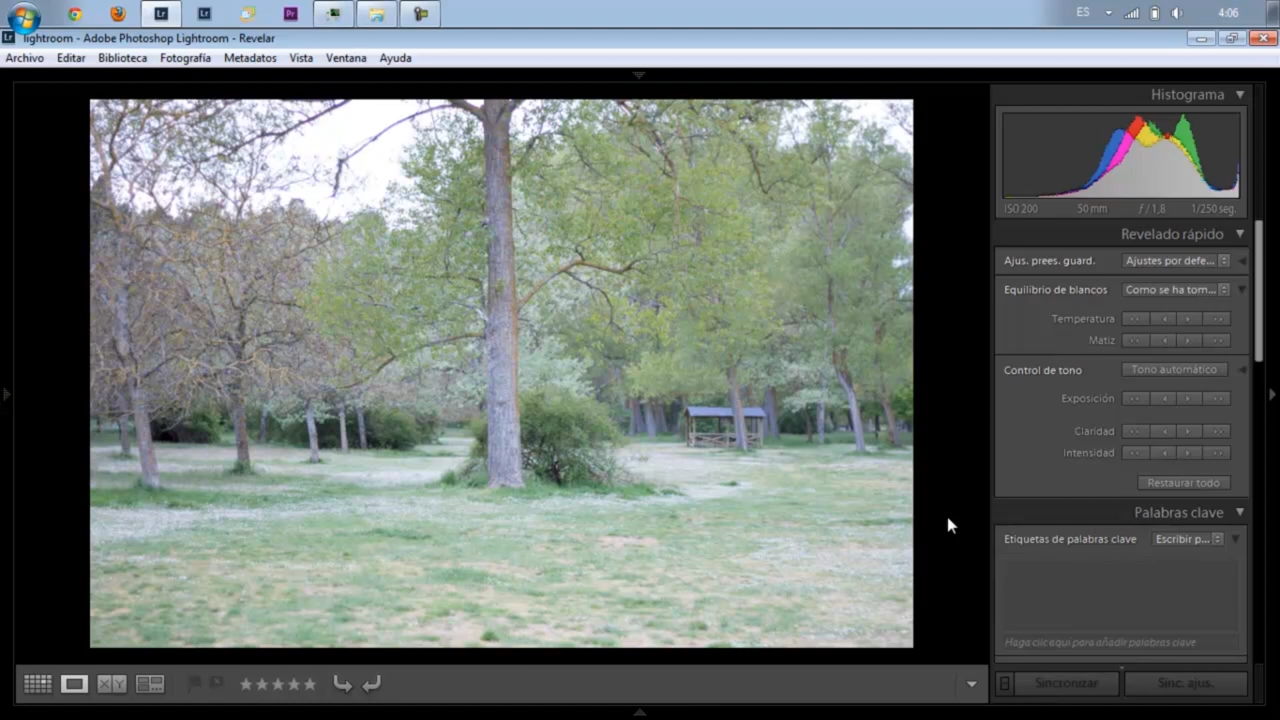 ES 4:06
lightroom - Adobe Photoshop Lightroom - Revelar
Archivo Editar Biblioteca Fotografía Metadatos Vista Ventana Ayuda
Histograma
ISO 200 50 mm ƒ / 1,8 1/250 seg.
Revelado rápido
Ajus. prees. guard. Ajustes por defe...
Equilibrio de blancos Como se ha tom...
Temperatura
Matiz
Control de tono Tono automático
Exposición
Claridad
Intensidad
Restaurar todo
Palabras clave
Etiquetas de palabras clave Escribir p...
Haga clic aquí para añadir palabras clave
X Y
Sincronizar Sinc. ajus.